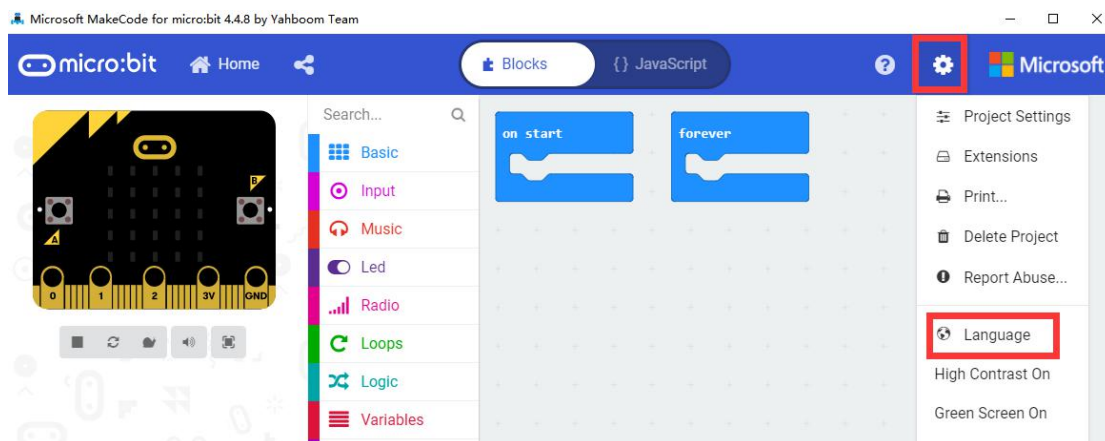 Microsoft MakeCode for micro:bit 4.4.8 by Yahboom Team
micro:bit
Home
Blocks
{} JavaScript
Microsoft
Search...
Basic
Input
Music
Led
Radio
Loops
Logic
Variables
on start
forever
Project Settings
Extensions
Print...
Delete Project
Report Abuse...
Language
High Contrast On
Green Screen On
B
A
0 1 2 1 3V GND